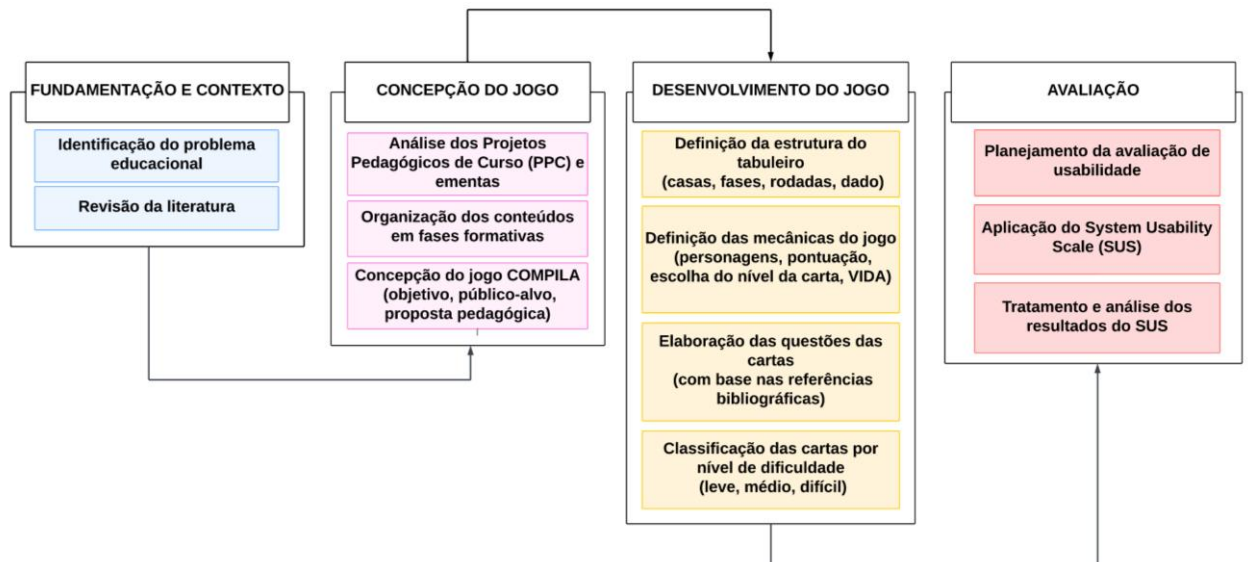 FUNDAMENTAÇÃO E CONTEXTO
Identificação do problema
educacional
Revisão da literatura
CONCEPÇÃO DO JOGO
Análise dos Projetos
Pedagógicos de Curso (PPC) e
ementas
Organização dos conteúdos
em fases formativas
Concepção do jogo COMPILA
(objetivo, público-alvo,
proposta pedagógica)
DESENVOLVIMENTO DO JOGO
Definição da estrutura do
tabuleiro
(casas, fases, rodadas, dado)
Definição das mecânicas do jogo
(personagens, pontuação,
escolha do nível da carta, VIDA)
Elaboração das questões das
cartas
(com base nas referências
bibliográficas)
Classificação das cartas por
nível de dificuldade
(leve, médio, difícil)
AVALIAÇÃO
Planejamento da avaliação de
usabilidade
Aplicação do System Usability
Scale (SUS)
Tratamento e análise dos
resultados do SUS